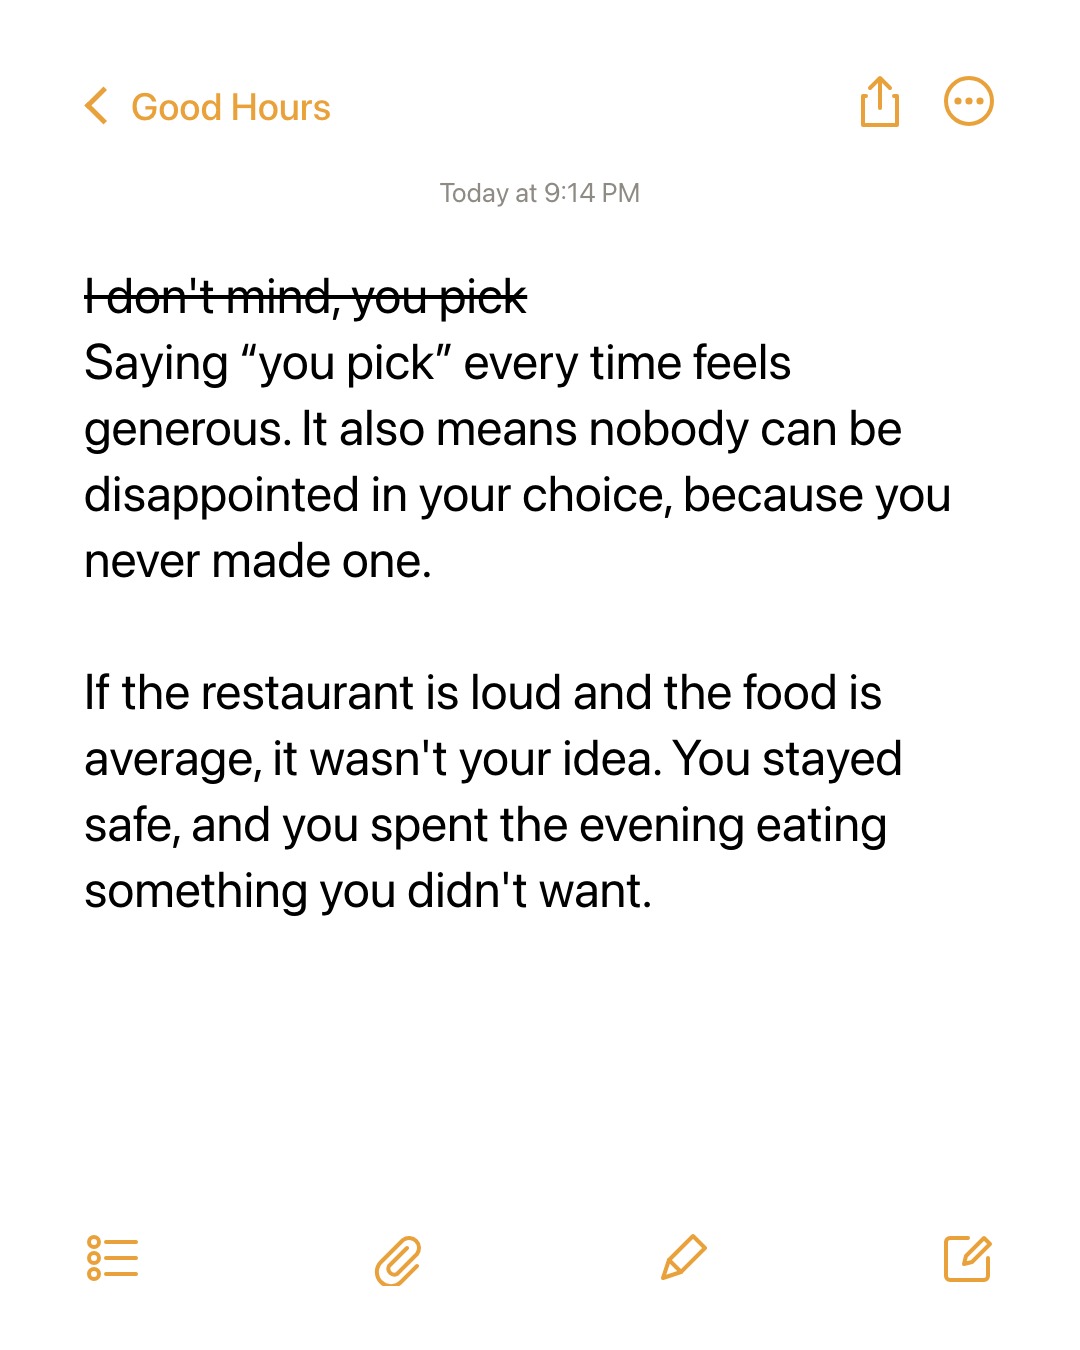 Good Hours
Today at 9:14 PM
I don't mind, you pick
Saying “you pick” every time feels
generous. It also means nobody can be
disappointed in your choice, because you
never made one.
If the restaurant is loud and the food is
average, it wasn't your idea. You stayed
safe, and you spent the evening eating
something you didn't want.